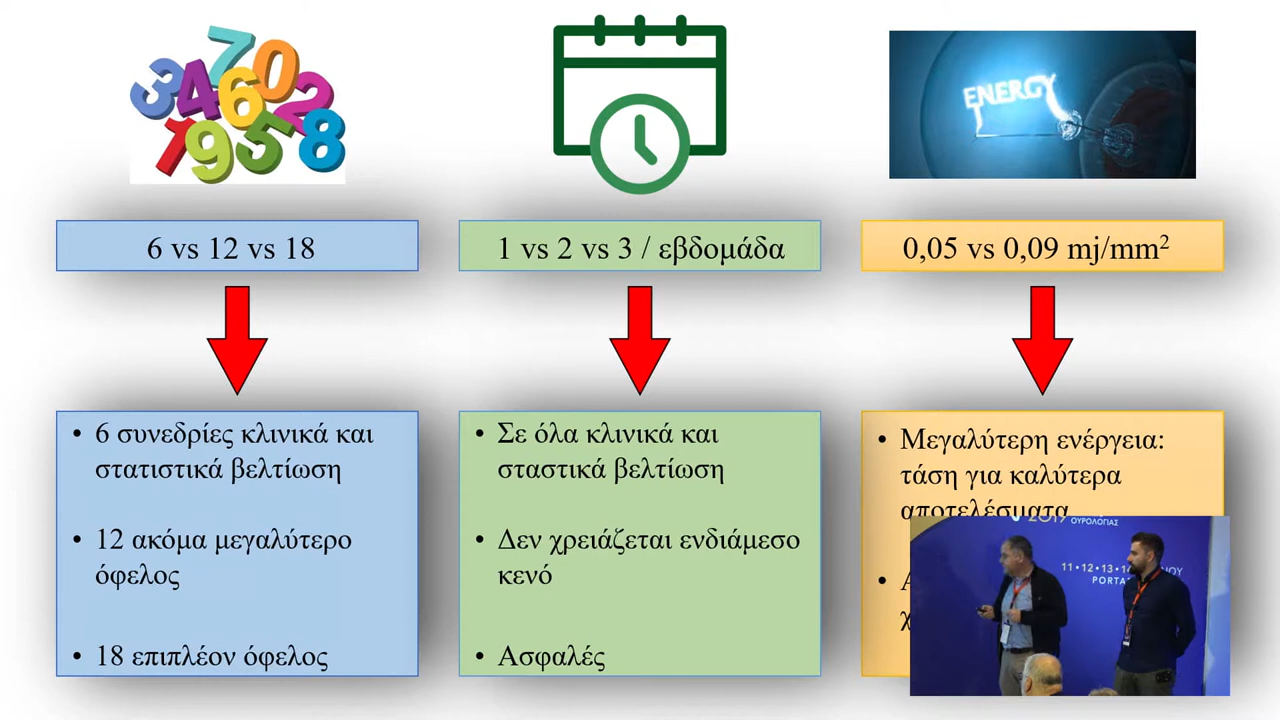 ENERGY
6 vs 12 vs 18
1 vs 2 vs 3 / εβδομάδα
0,05 vs 0,09 mj/mm²
• 6 συνεδρίες κλινικά και
στατιστικά βελτίωση
• 12 ακόμα μεγαλύτερο
όφελος
• 18 επιπλέον όφελος
• Σε όλα κλινικά και
σταστικά βελτίωση
• Δεν χρειάζεται ενδιάμεσο
κενό
• Ασφαλές
• Μεγαλύτερη ενέργεια:
τάση για καλύτερα
αποτελέσματα
2019
ΟΥΡΟΛΟΓΙΑΣ
11•12•13•14